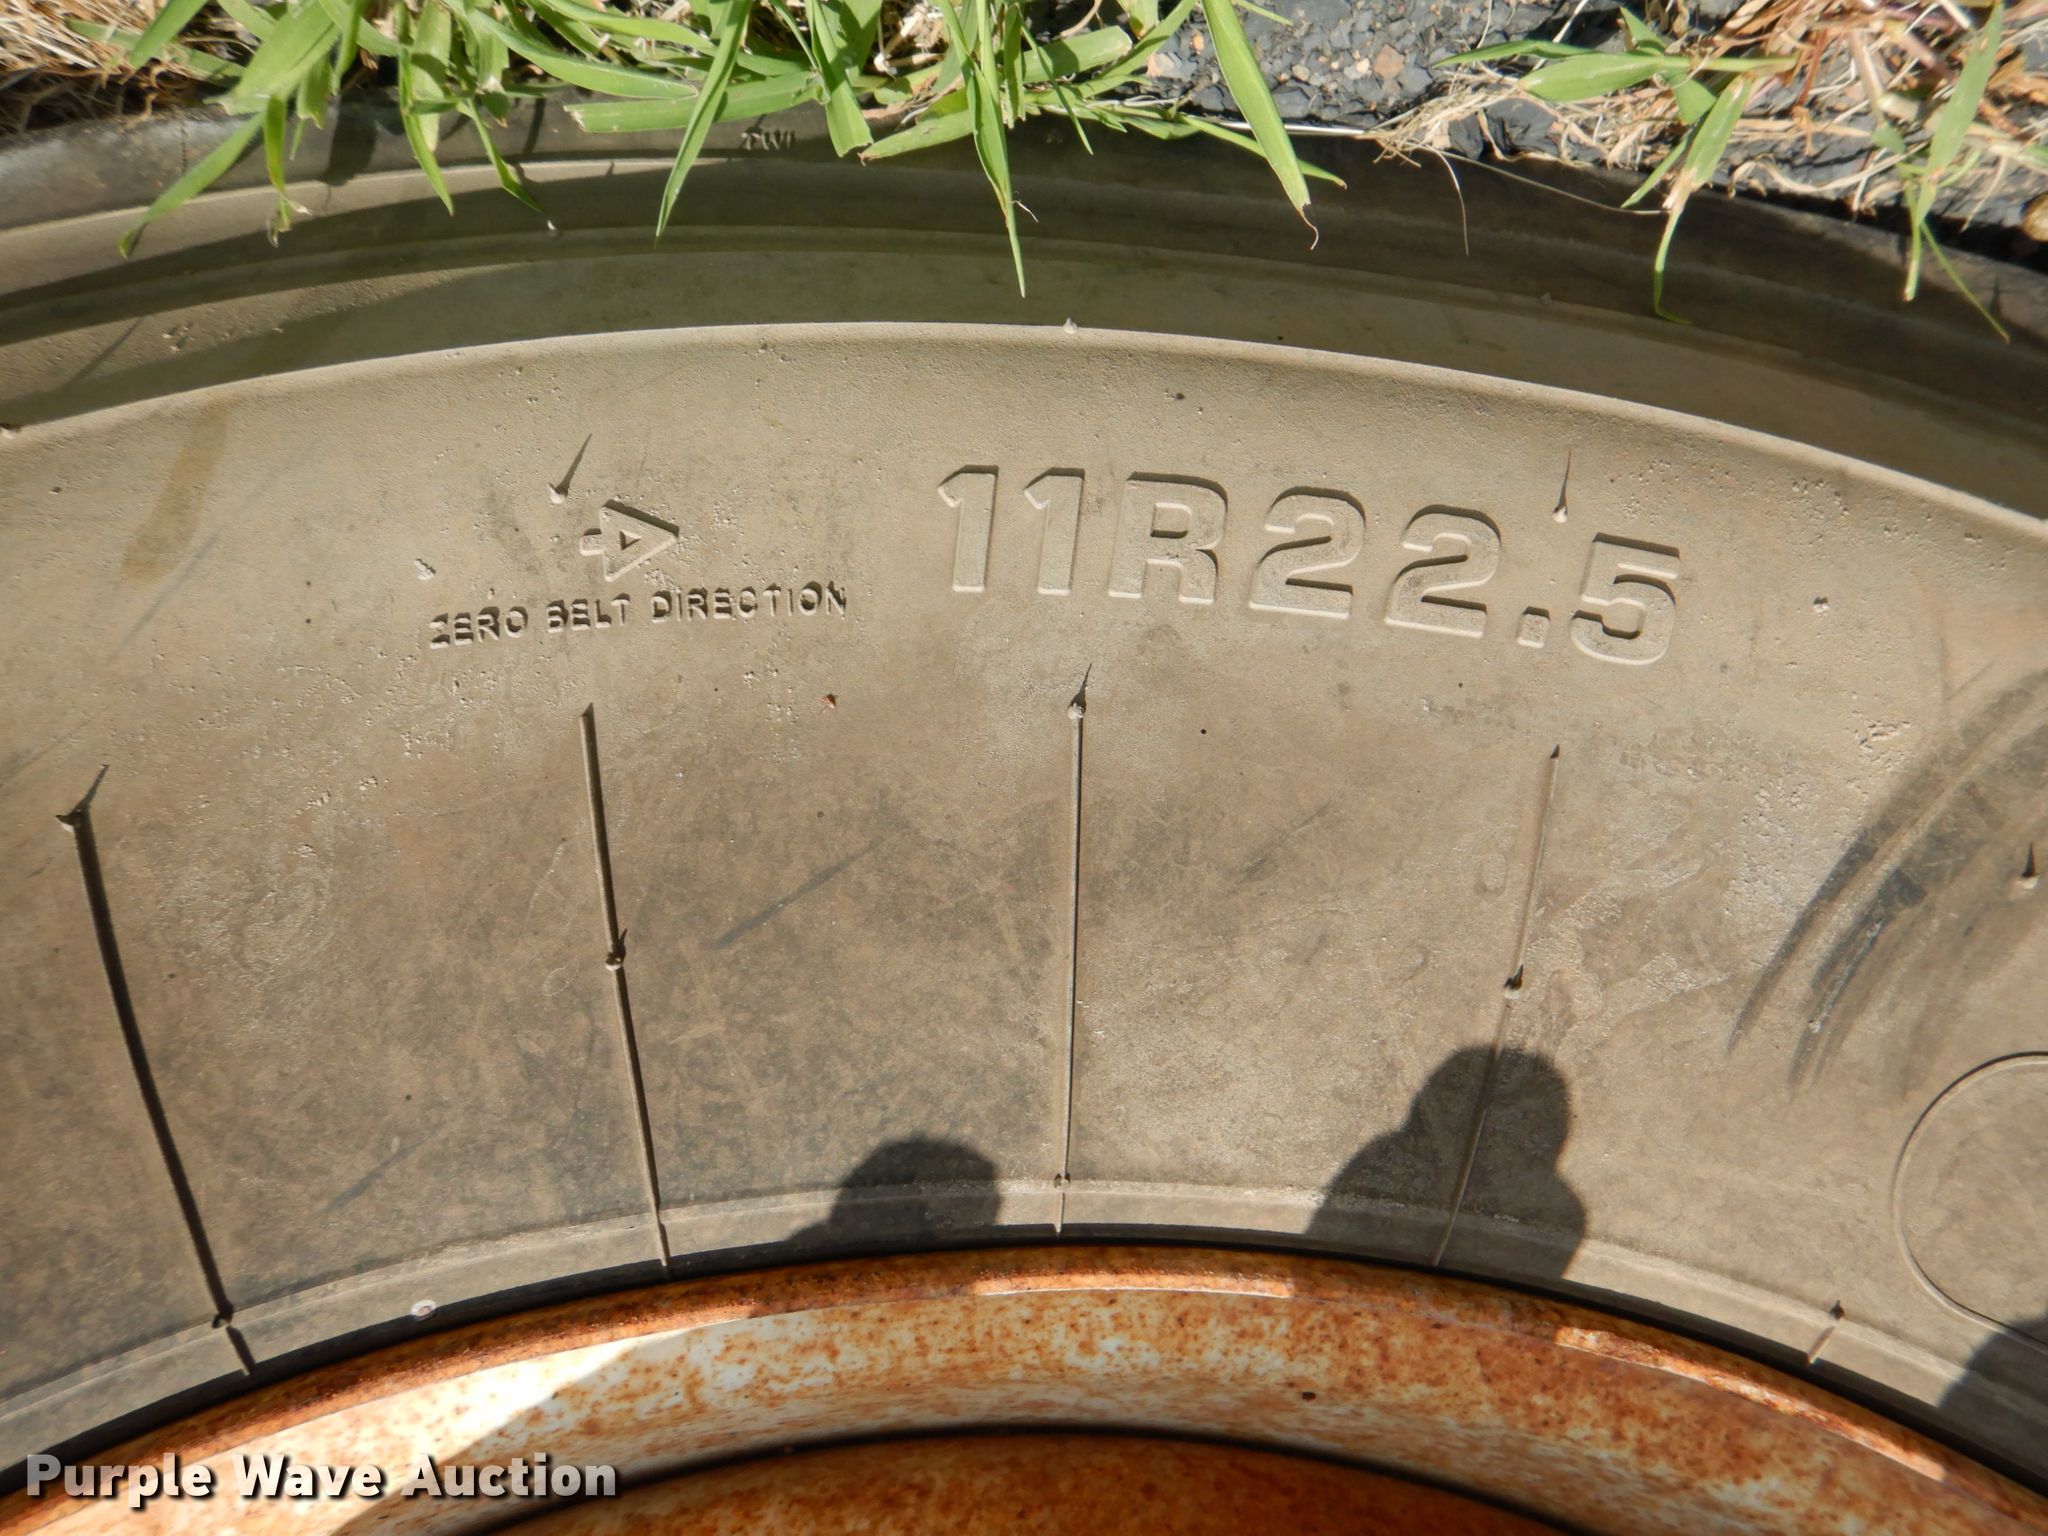 TWI
11R22.5
ZERO BELT DIRECTION
Purple Wave Auction